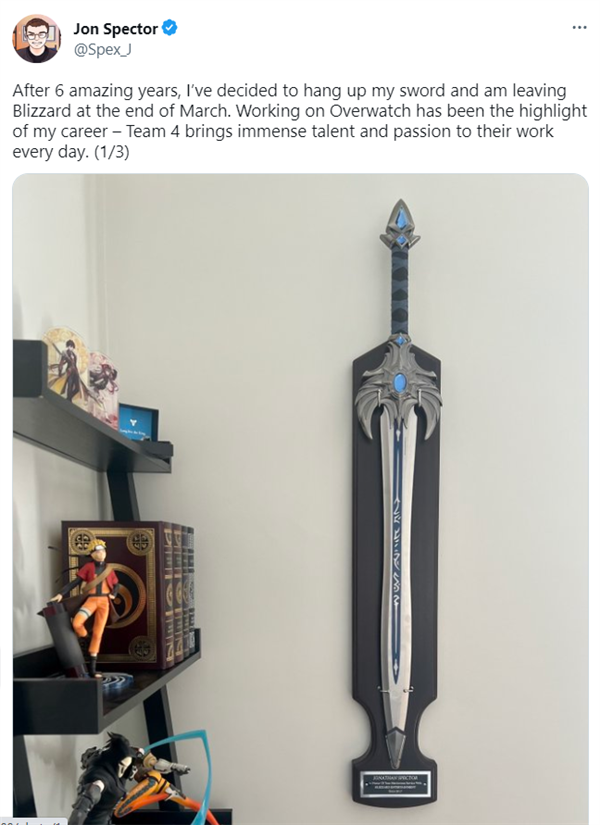 Jon Spector
@Spex_J
After 6 amazing years, I've decided to hang up my sword and am leaving
Blizzard at the end of March. Working on Overwatch has been the highlight
of my career – Team 4 brings immense talent and passion to their work
every day. (1/3)
JONATHAN SPECTOR